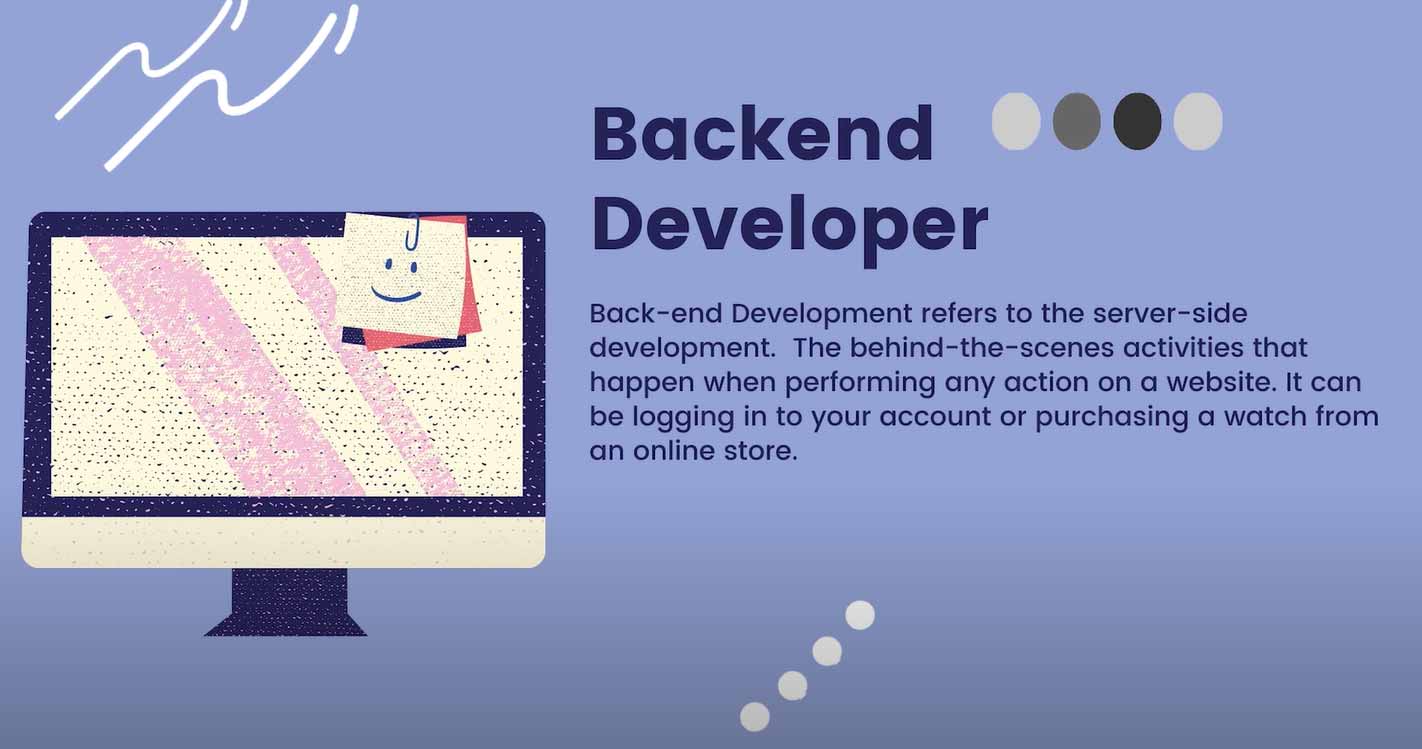 Backend
Developer
Back-end Development refers to the server-side
development.  The behind-the-scenes activities that
happen when performing any action on a website. It can
be logging in to your account or purchasing a watch from
an online store.